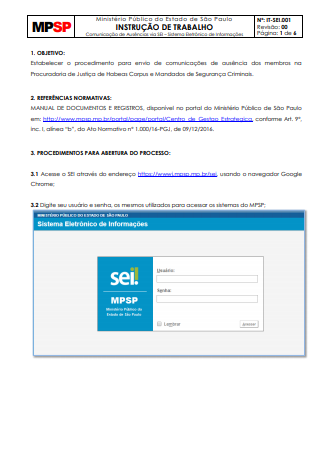 MPSP
Ministério Público do Estado de São Paulo
INSTRUÇÃO DE TRABALHO
Comunicação de Ausências via SEI – Sistema Eletrônico de Informações
Nº: IT-SEI.001
Revisão: 00
Página: 1 de 6
1. OBJETIVO:
Estabelecer o procedimento para envio de comunicações de ausência dos membros na
Procuradoria de Justiça de Habeas Corpus e Mandados de Segurança Criminais.
2. REFERÊNCIAS NORMATIVAS:
MANUAL DE DOCUMENTOS E REGISTROS, disponível no portal do Ministério Público de São Paulo
em: http://www.mpsp.mp.br/portal/page/portal/Centro_de_Gestao_Estrategica, conforme Art. 9º,
inc. I, alínea "b", do Ato Normativo nº 1.000/16-PGJ, de 09/12/2016.
3. PROCEDIMENTOS PARA ABERTURA DO PROCESSO:
3.1 Acesse o SEI através do endereço https://www.mpsp.mp.br/sei, usando o navegador Google
Chrome;
3.2 Digite seu usuário e senha, os mesmos utilizados para acessar os sistemas do MPSP;
MINISTÉRIO PÚBLICO DO ESTADO DE SÃO PAULO
Sistema Eletrônico de Informações
sei!
MPSP
Ministério Público do
Estado de São Paulo
Usuário:
Senha:
Lembrar
Acessar